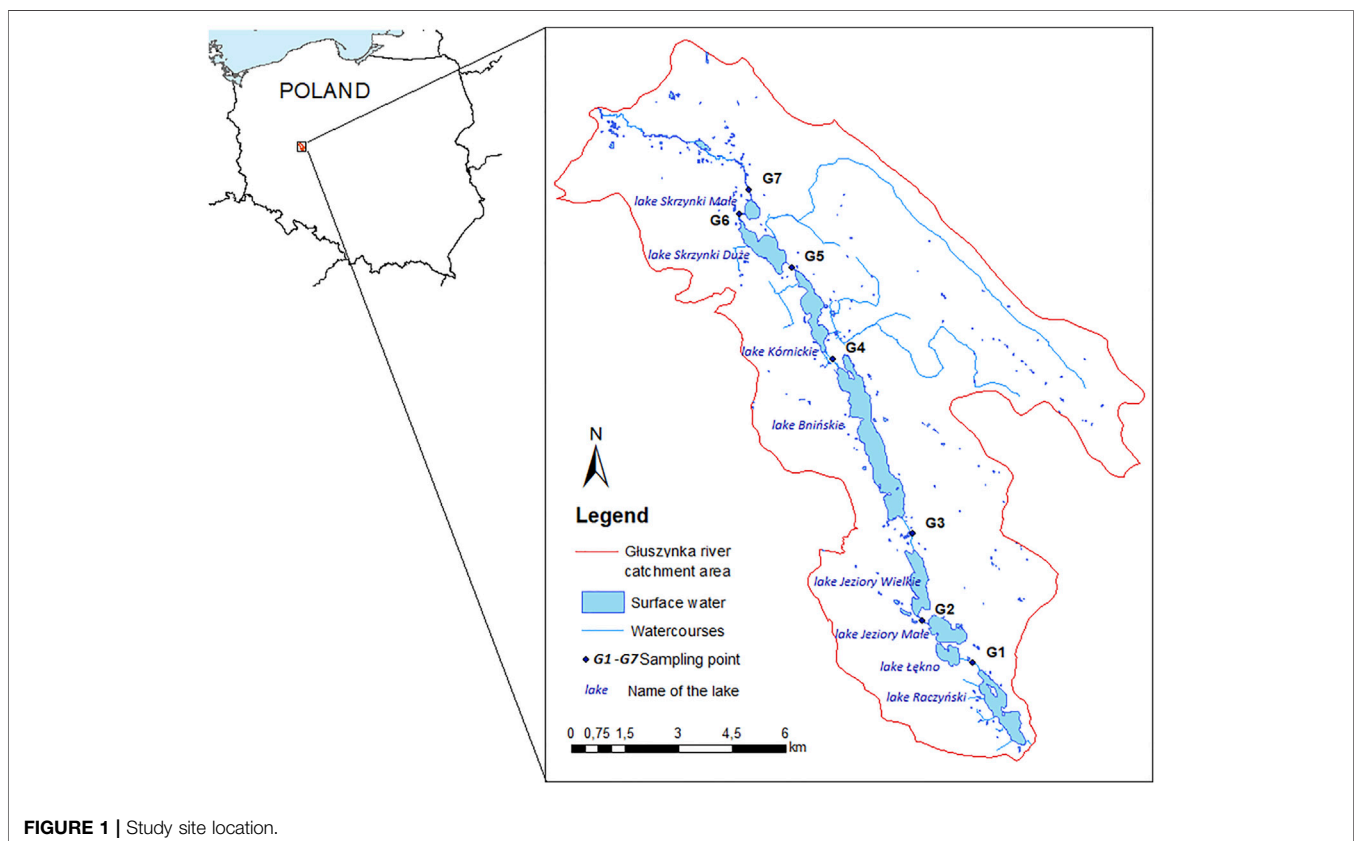 POLAND
G7
lake Skrzynki Małe
G6
lake Skrzynki Duże
G5
lake Kórnickie
G4
lake Bnińskie
N
Legend
Głuszynka river
catchment area
Surface water
Watercourses
G1-G7 Sampling point
lake Name of the lake
0 0,75 1,5 3 4,5 6
km
G3
lake Jeziory Wielkie
G2
lake Jeziory Małe
G1
lake Łękno
lake Raczyński
FIGURE 1 | Study site location.